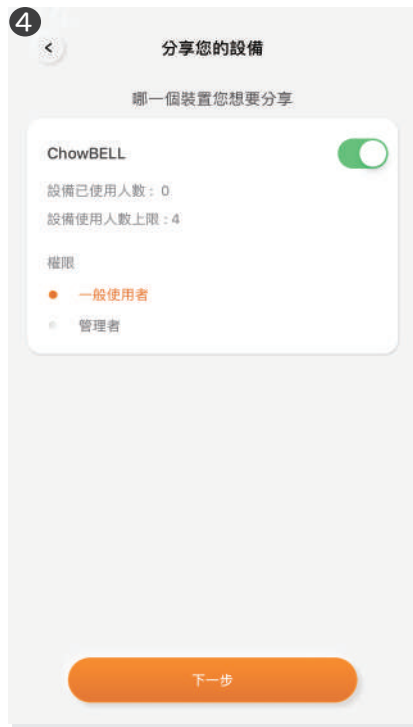 4
<
分享您的設備
哪一個裝置您想要分享
ChowBELL
設備已使用人數 : 0
設備使用人數上限 : 4
權限
一般使用者
管理者
下一步